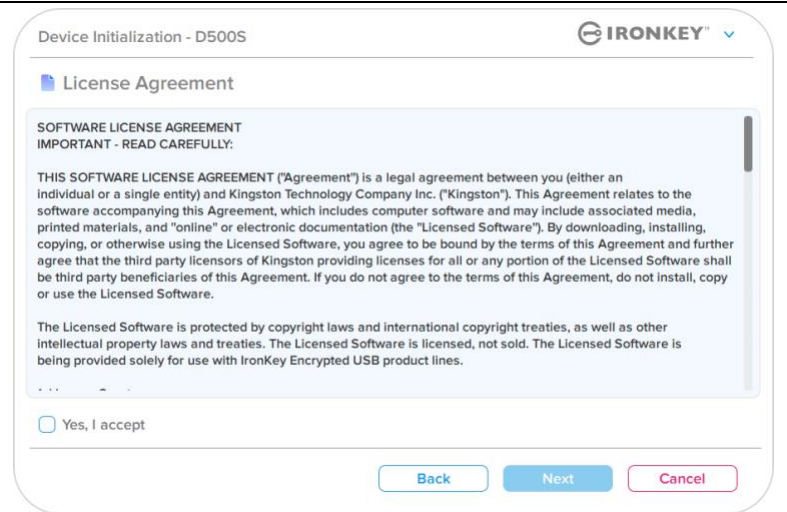 Device Initialization - D500S
IRONKEY™
License Agreement
SOFTWARE LICENSE AGREEMENT
IMPORTANT - READ CAREFULLY:
THIS SOFTWARE LICENSE AGREEMENT ("Agreement") is a legal agreement between you (either an
individual or a single entity) and Kingston Technology Company Inc. ("Kingston"). This Agreement relates to the
software accompanying this Agreement, which includes computer software and may include associated media,
printed materials, and "online" or electronic documentation (the "Licensed Software"). By downloading, installing,
copying, or otherwise using the Licensed Software, you agree to be bound by the terms of this Agreement and further
agree that the third party licensors of Kingston providing licenses for all or any portion of the Licensed Software shall
be third party beneficiaries of this Agreement. If you do not agree to the terms of this Agreement, do not install, copy
or use the Licensed Software.
The Licensed Software is protected by copyright laws and international copyright treaties, as well as other
intellectual property laws and treaties. The Licensed Software is licensed, not sold. The Licensed Software is
being provided solely for use with IronKey Encrypted USB product lines.
Yes, I accept
Back
Next
Cancel